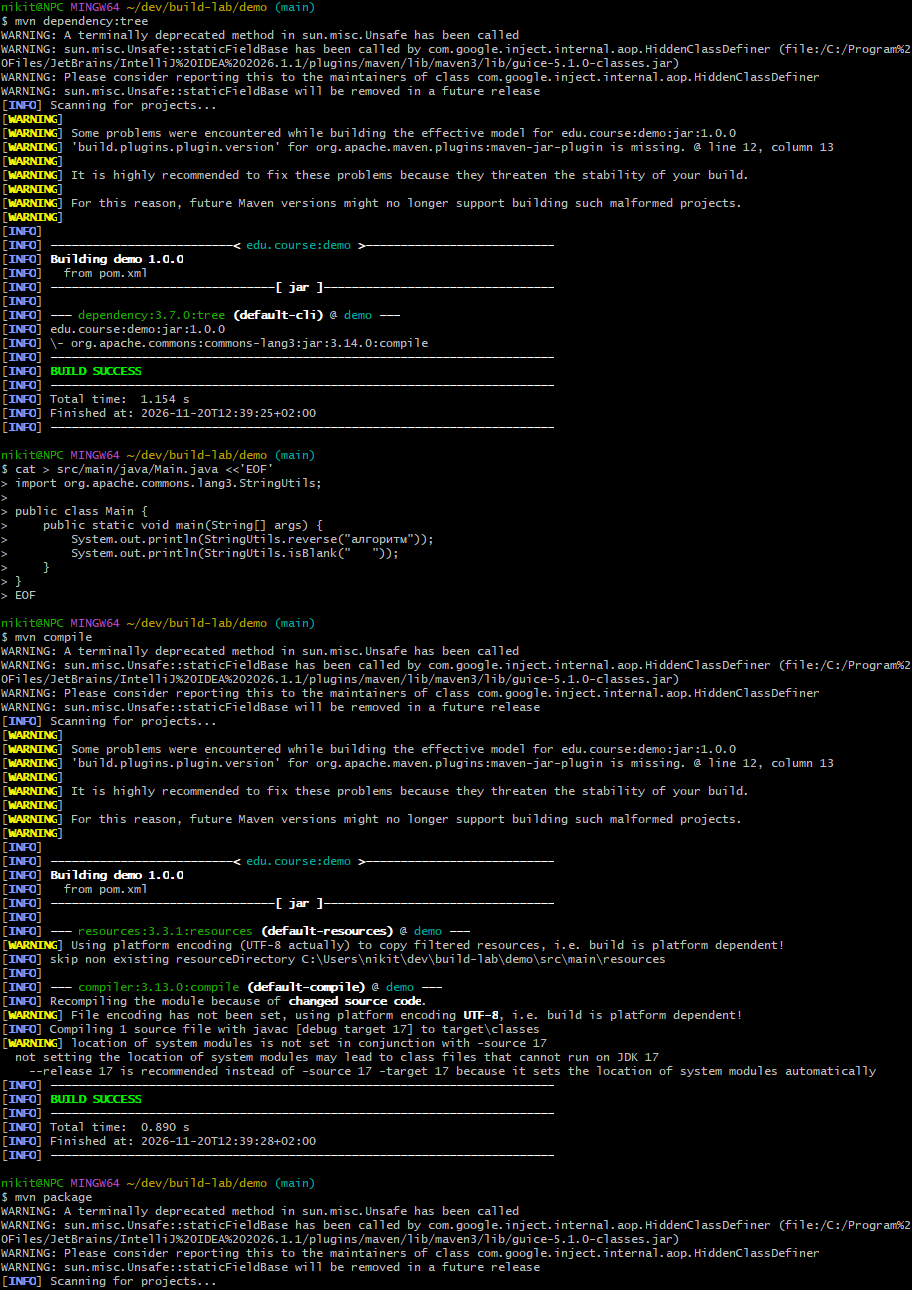 nikit@NPC MINGW64 ~/dev/build-lab/demo (main)
$ mvn dependency:tree
WARNING: A terminally deprecated method in sun.misc.Unsafe has been called
WARNING: sun.misc.Unsafe::staticFieldBase has been called by com.google.inject.internal.aop.HiddenClassDefiner (file:/C:/Program%2
0Files/JetBrains/IntelliJ%20IDEA%202026.1.1/plugins/maven/lib/maven3/lib/guice-5.1.0-classes.jar)
WARNING: Please consider reporting this to the maintainers of class com.google.inject.internal.aop.HiddenClassDefiner
WARNING: sun.misc.Unsafe::staticFieldBase will be removed in a future release
[INFO] Scanning for projects...
[WARNING]
[WARNING] Some problems were encountered while building the effective model for edu.course:demo:jar:1.0.0
[WARNING] 'build.plugins.plugin.version' for org.apache.maven.plugins:maven-jar-plugin is missing. @ line 12, column 13
[WARNING]
[WARNING] It is highly recommended to fix these problems because they threaten the stability of your build.
[WARNING]
[WARNING] For this reason, future Maven versions might no longer support building such malformed projects.
[WARNING]
[INFO]
[INFO] --------------------------< edu.course:demo >---------------------------
[INFO] Building demo 1.0.0
[INFO]   from pom.xml
[INFO] --------------------------------[ jar ]---------------------------------
[INFO]
[INFO] --- dependency:3.7.0:tree (default-cli) @ demo ---
[INFO] edu.course:demo:jar:1.0.0
[INFO] \- org.apache.commons:commons-lang3:jar:3.14.0:compile
[INFO] ------------------------------------------------------------------------
[INFO] BUILD SUCCESS
[INFO] ------------------------------------------------------------------------
[INFO] Total time:  1.154 s
[INFO] Finished at: 2026-11-20T12:39:25+02:00
[INFO] ------------------------------------------------------------------------
nikit@NPC MINGW64 ~/dev/build-lab/demo (main)
$ cat > src/main/java/Main.java <<'EOF'
> import org.apache.commons.lang3.StringUtils;
>
> public class Main {
>     public static void main(String[] args) {
>         System.out.println(StringUtils.reverse("алгоритм"));
>         System.out.println(StringUtils.isBlank("   "));
>     }
> }
> EOF
nikit@NPC MINGW64 ~/dev/build-lab/demo (main)
$ mvn compile
WARNING: A terminally deprecated method in sun.misc.Unsafe has been called
WARNING: sun.misc.Unsafe::staticFieldBase has been called by com.google.inject.internal.aop.HiddenClassDefiner (file:/C:/Program%2
0Files/JetBrains/IntelliJ%20IDEA%202026.1.1/plugins/maven/lib/maven3/lib/guice-5.1.0-classes.jar)
WARNING: Please consider reporting this to the maintainers of class com.google.inject.internal.aop.HiddenClassDefiner
WARNING: sun.misc.Unsafe::staticFieldBase will be removed in a future release
[INFO] Scanning for projects...
[WARNING]
[WARNING] Some problems were encountered while building the effective model for edu.course:demo:jar:1.0.0
[WARNING] 'build.plugins.plugin.version' for org.apache.maven.plugins:maven-jar-plugin is missing. @ line 12, column 13
[WARNING]
[WARNING] It is highly recommended to fix these problems because they threaten the stability of your build.
[WARNING]
[WARNING] For this reason, future Maven versions might no longer support building such malformed projects.
[WARNING]
[INFO]
[INFO] --------------------------< edu.course:demo >---------------------------
[INFO] Building demo 1.0.0
[INFO]   from pom.xml
[INFO] --------------------------------[ jar ]---------------------------------
[INFO]
[INFO] --- resources:3.3.1:resources (default-resources) @ demo ---
[WARNING] Using platform encoding (UTF-8 actually) to copy filtered resources, i.e. build is platform dependent!
[INFO] skip non existing resourceDirectory C:\Users\nikit\dev\build-lab\demo\src\main\resources
[INFO]
[INFO] --- compiler:3.13.0:compile (default-compile) @ demo ---
[INFO] Recompiling the module because of changed source code.
[WARNING] File encoding has not been set, using platform encoding UTF-8, i.e. build is platform dependent!
[INFO] Compiling 1 source file with javac [debug target 17] to target\classes
[WARNING] location of system modules is not set in conjunction with -source 17
  not setting the location of system modules may lead to class files that cannot run on JDK 17
    --release 17 is recommended instead of -source 17 -target 17 because it sets the location of system modules automatically
[INFO] ------------------------------------------------------------------------
[INFO] BUILD SUCCESS
[INFO] ------------------------------------------------------------------------
[INFO] Total time:  0.890 s
[INFO] Finished at: 2026-11-20T12:39:28+02:00
[INFO] ------------------------------------------------------------------------
nikit@NPC MINGW64 ~/dev/build-lab/demo (main)
$ mvn package
WARNING: A terminally deprecated method in sun.misc.Unsafe has been called
WARNING: sun.misc.Unsafe::staticFieldBase has been called by com.google.inject.internal.aop.HiddenClassDefiner (file:/C:/Program%2
0Files/JetBrains/IntelliJ%20IDEA%202026.1.1/plugins/maven/lib/maven3/lib/guice-5.1.0-classes.jar)
WARNING: Please consider reporting this to the maintainers of class com.google.inject.internal.aop.HiddenClassDefiner
WARNING: sun.misc.Unsafe::staticFieldBase will be removed in a future release
[INFO] Scanning for projects...